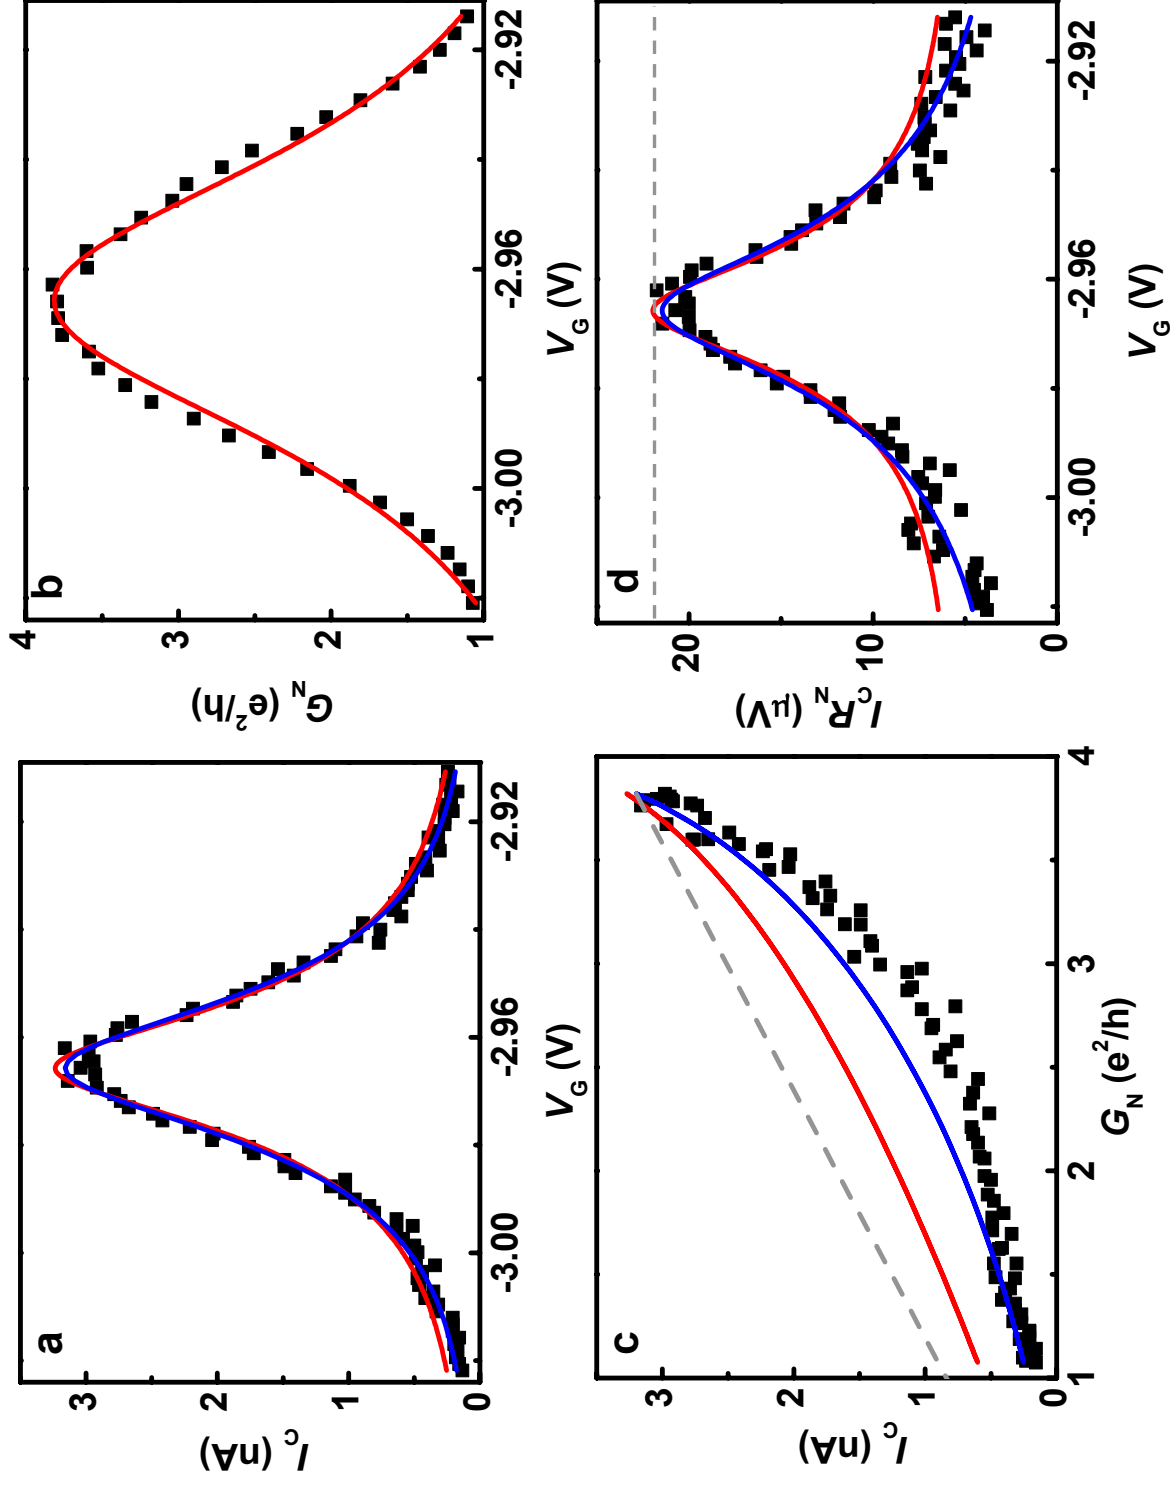 a
I_C (nA)
3
2
1
0
-3.00
-2.96
-2.92
V_G (V)
b
G_N (e²/h)
4
3
2
1
-3.00
-2.96
-2.92
V_G (V)
c
I_C (nA)
3
2
1
0
1
2
3
4
G_N (e²/h)
d
I_CR_N (μV)
20
10
0
-3.00
-2.96
-2.92
V_G (V)